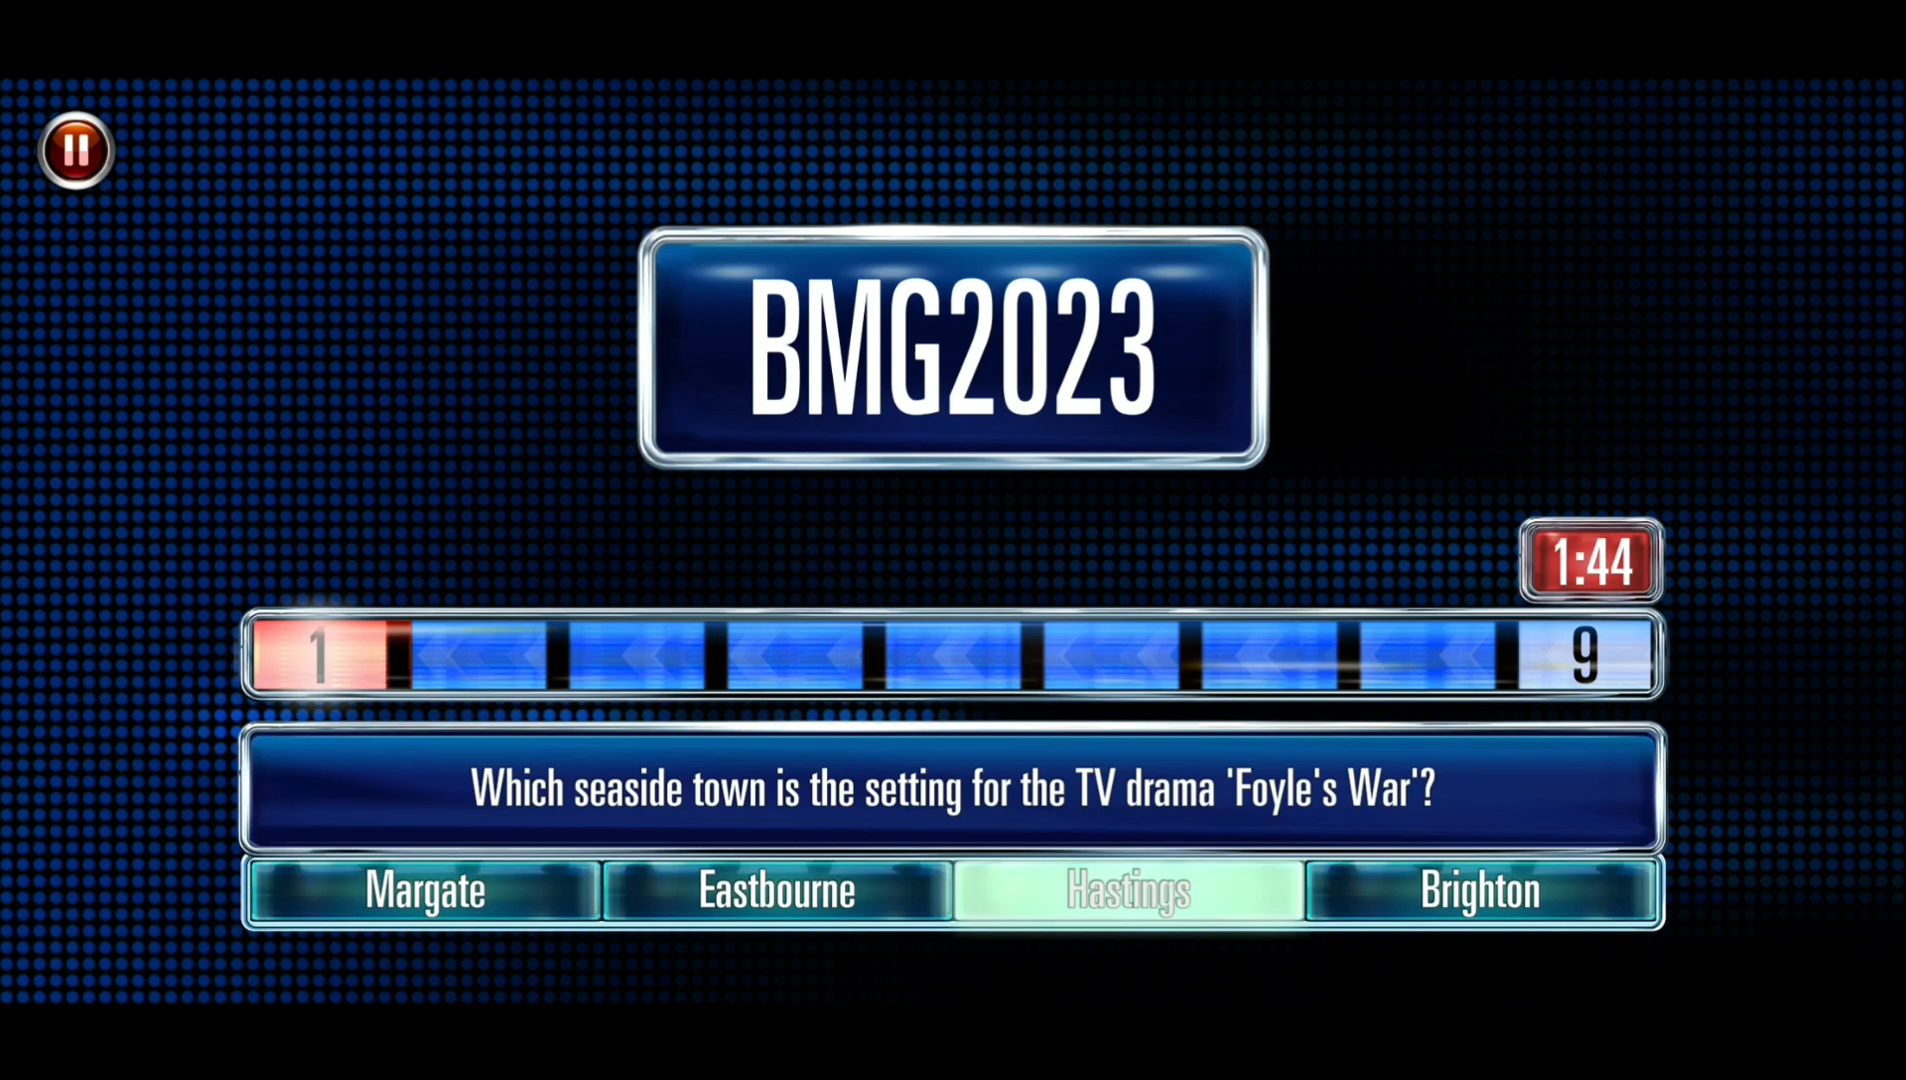 BMG2023
1:44
1
9
Which seaside town is the setting for the TV drama 'Foyle's War'?
Margate
Eastbourne
Hastings
Brighton